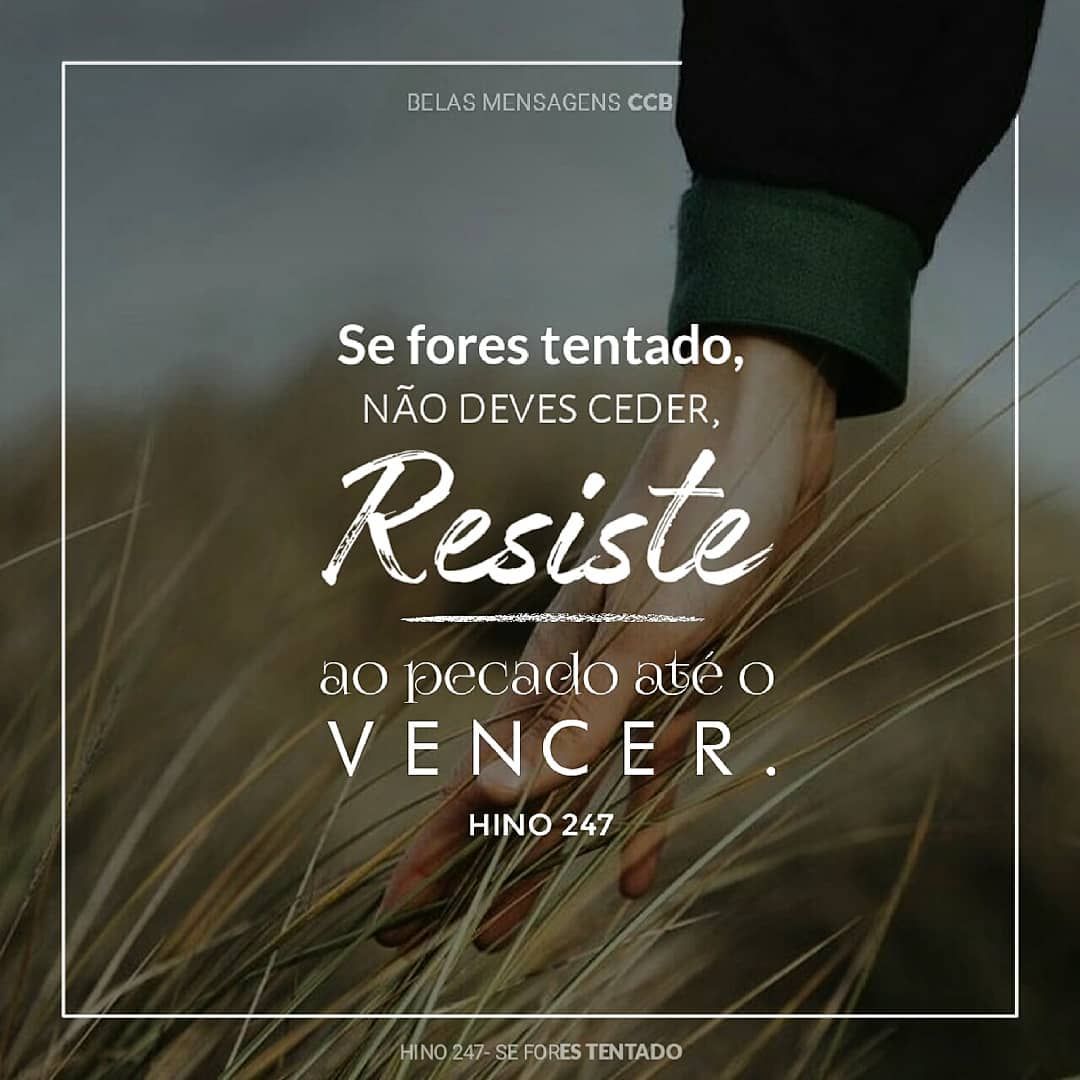 BELAS MENSAGENS CCB
Se fores tentado,
NÃO DEVES CEDER,
Resiste
ao pecado até o
VENCER.
HINO 247
HINO 247- SE FORES TENTADO